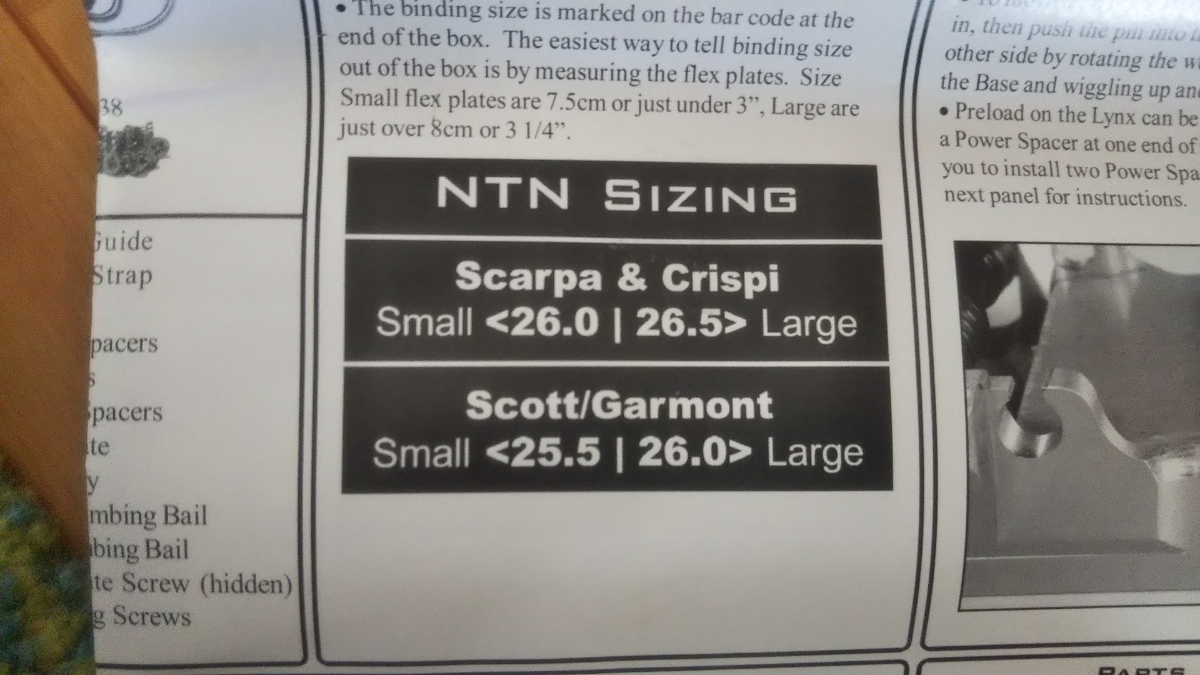 38
Guide
Strap
pacers
s
pacers
te
y
mbing Bail
bing Bail
te Screw (hidden)
g Screws
• The binding size is marked on the bar code at the
end of the box. The easiest way to tell binding size
out of the box is by measuring the flex plates. Size
Small flex plates are 7.5cm or just under 3”, Large are
just over 8cm or 3 1/4”.
NTN SIZING
Scarpa & Crispi
Small <26.0 | 26.5> Large
Scott/Garmont
Small <25.5 | 26.0> Large
in, then push the pin into
other side by rotating the
the Base and wiggling up and
• Preload on the Lynx can be
a Power Spacer at one end of
you to install two Power Spa
next panel for instructions.
PARTS